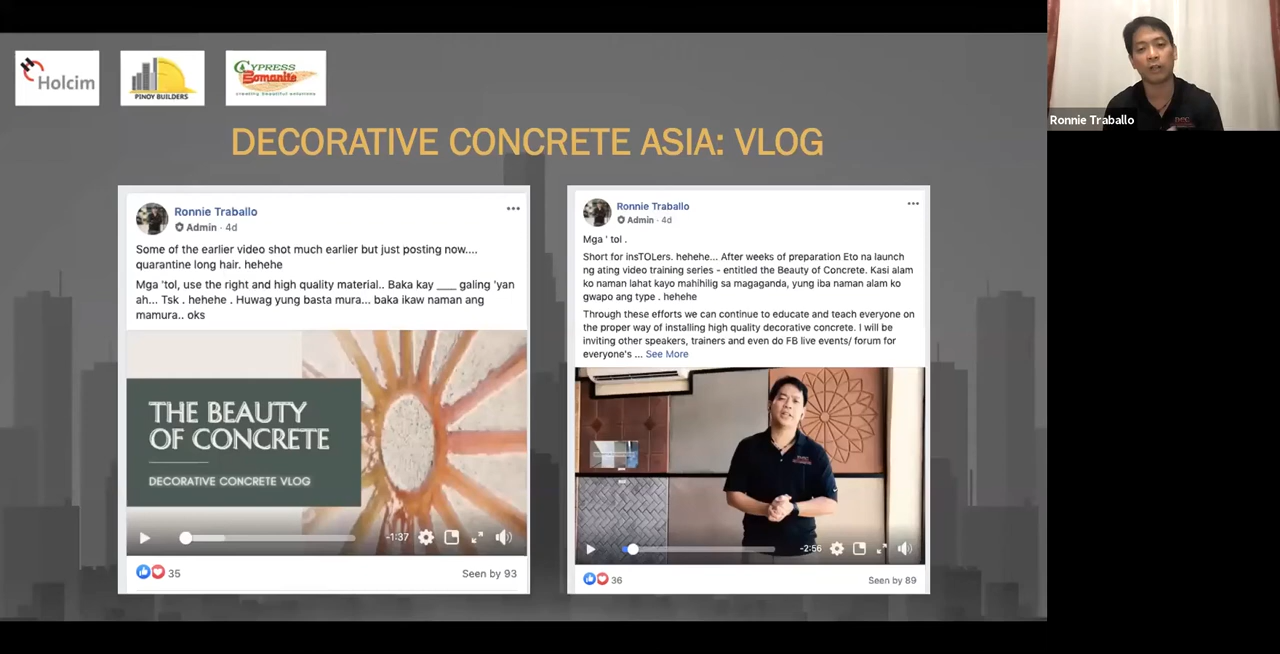 Holcim
PINOY BUILDERS
CYPRESS
Bomanite
creating beautiful solutions
Ronnie Traballo
DECORATIVE CONCRETE ASIA: VLOG
Ronnie Traballo
Admin · 4d
Some of the earlier video shot much earlier but just posting now....
quarantine long hair. hehehe
Mga 'tol, use the right and high quality material.. Baka kay ____ galing 'yan
ah... Tsk . hehehe . Huwag yung basta mura... baka ikaw naman ang
mamura.. oks
THE BEAUTY
OF CONCRETE
DECORATIVE CONCRETE VLOG
-1:37
35
Seen by 93
Ronnie Traballo
Admin · 4d
Mga ' tol .
Short for insTOLers. hehehe... After weeks of preparation Eto na launch
ng ating video training series - entitled the Beauty of Concrete. Kasi alam
ko naman lahat kayo mahihilig sa magaganda, yung iba naman alam ko
gwapo ang type . hehehe
Through these efforts we can continue to educate and teach everyone on
the proper way of installing high quality decorative concrete. I will be
inviting other speakers, trainers and even do FB live events/ forum for
everyone's ... See More
-2:56
36
Seen by 89